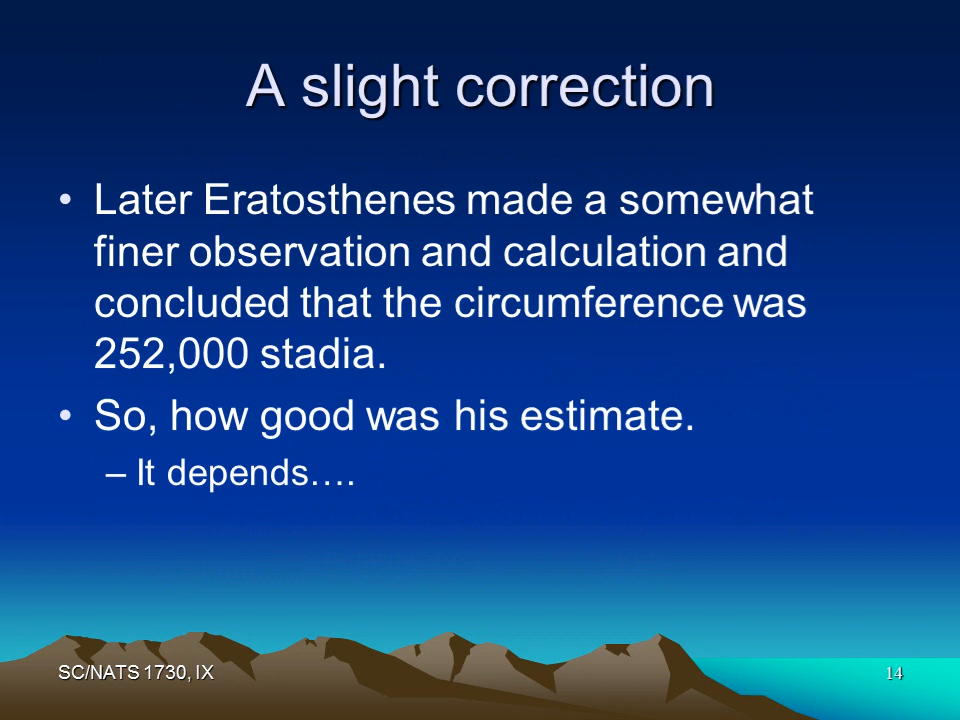 A slight correction
• Later Eratosthenes made a somewhat
finer observation and calculation and
concluded that the circumference was
252,000 stadia.
• So, how good was his estimate.
– It depends….
SC/NATS 1730, IX
14